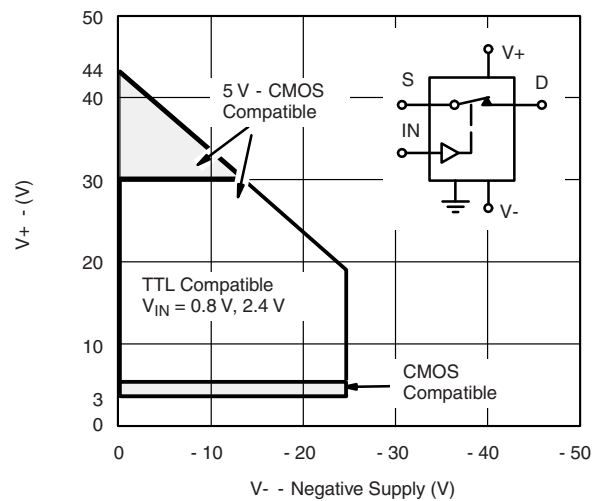 50
44
40
30
20
10
3
0
V+ - (V)
5 V - CMOS
Compatible
TTL Compatible
VIN = 0.8 V, 2.4 V
CMOS
Compatible
V+
S
D
IN
V-
0
- 10
- 20
- 30
- 40
- 50
V- - Negative Supply (V)